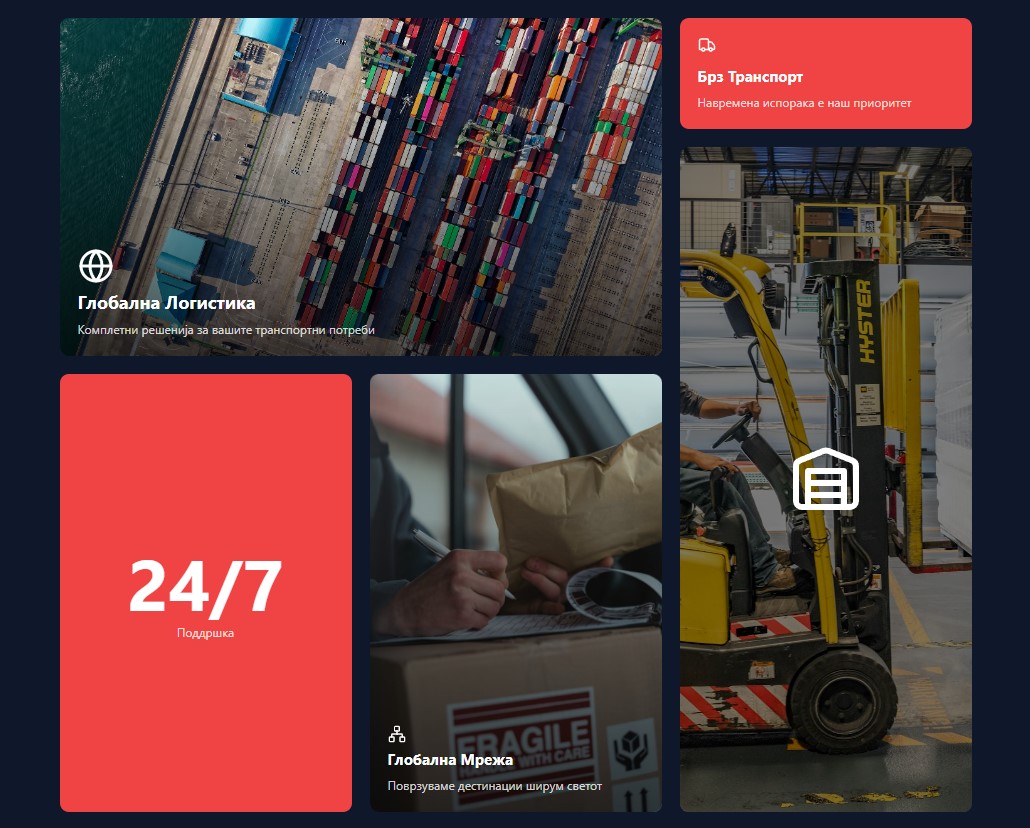 Глобална Логистика
Комплетни решенија за вашите транспортни потреби
Брз Транспорт
Навремена испорака е наш приоритет
HYSTER
24/7
Поддршка
FRAGILE
HANDLE WITH CARE
Глобална Мрежа
Поврзуваме дестинации ширум светот